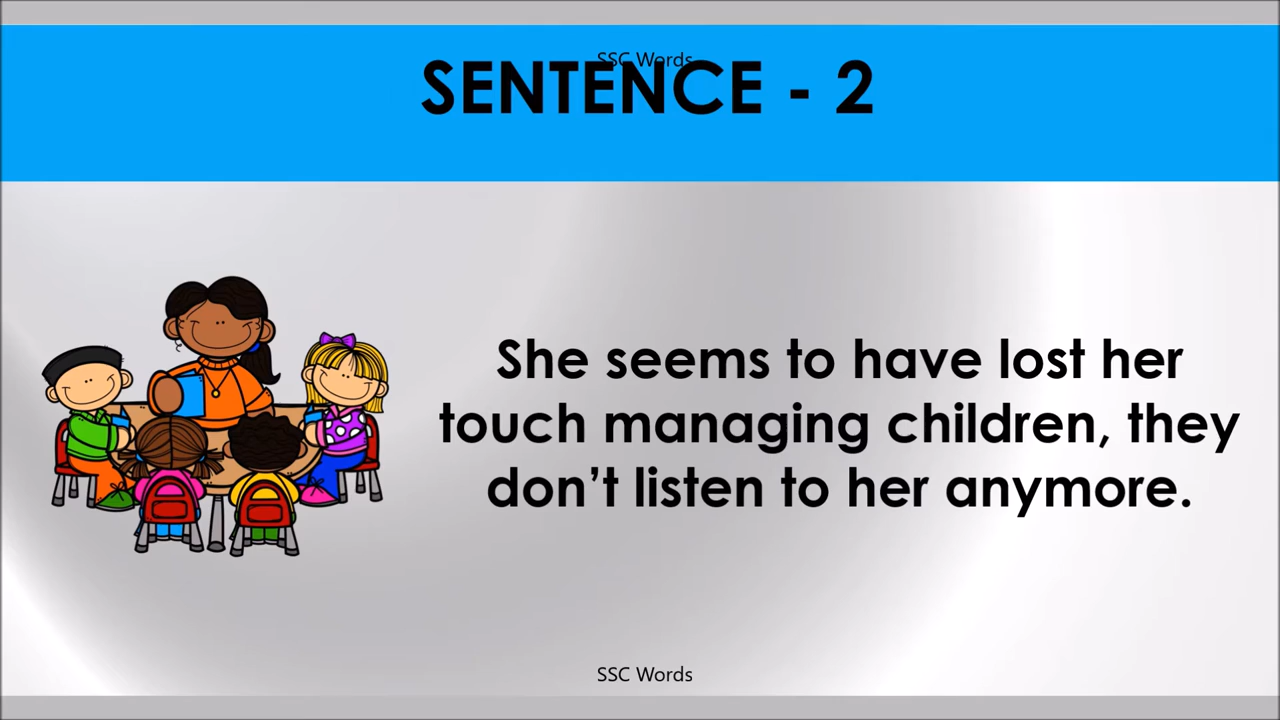 SSC Words
SENTENCE - 2
She seems to have lost her
touch managing children, they
don't listen to her anymore.
SSC Words